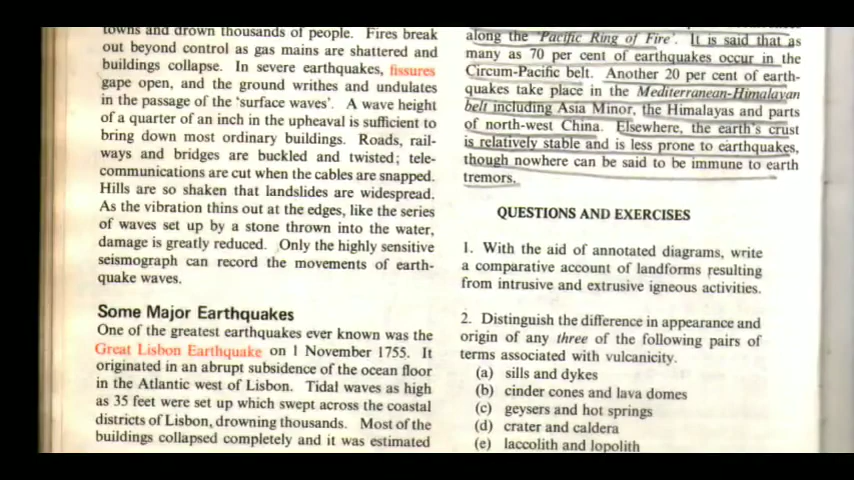 towns and drown thousands of people. Fires break
out beyond control as gas mains are shattered and
buildings collapse. In severe earthquakes, fissures
gape open, and the ground writhes and undulates
in the passage of the 'surface waves'. A wave height
of a quarter of an inch in the upheaval is sufficient to
bring down most ordinary buildings. Roads, rail-
ways and bridges are buckled and twisted; tele-
communications are cut when the cables are snapped.
Hills are so shaken that landslides are widespread.
As the vibration thins out at the edges, like the series
of waves set up by a stone thrown into the water,
damage is greatly reduced. Only the highly sensitive
seismograph can record the movements of earth-
quake waves.
Some Major Earthquakes
One of the greatest earthquakes ever known was the
Great Lisbon Earthquake on 1 November 1755. It
originated in an abrupt subsidence of the ocean floor
in the Atlantic west of Lisbon. Tidal waves as high
as 35 feet were set up which swept across the coastal
districts of Lisbon, drowning thousands. Most of the
buildings collapsed completely and it was estimated
along the 'Pacific Ring of Fire'. It is said that as
many as 70 per cent of earthquakes occur in the
Circum-Pacific belt. Another 20 per cent of earth-
quakes take place in the Mediterranean-Himalayan
belt including Asia Minor, the Himalayas and parts
of north-west China. Elsewhere, the earth's crust
is relatively stable and is less prone to earthquakes,
though nowhere can be said to be immune to earth
tremors.
QUESTIONS AND EXERCISES
1. With the aid of annotated diagrams, write
a comparative account of landforms resulting
from intrusive and extrusive igneous activities.
2. Distinguish the difference in appearance and
origin of any three of the following pairs of
terms associated with vulcanicity.
(a) sills and dykes
(b) cinder cones and lava domes
(c) geysers and hot springs
(d) crater and caldera
(e) laccolith and lopolith